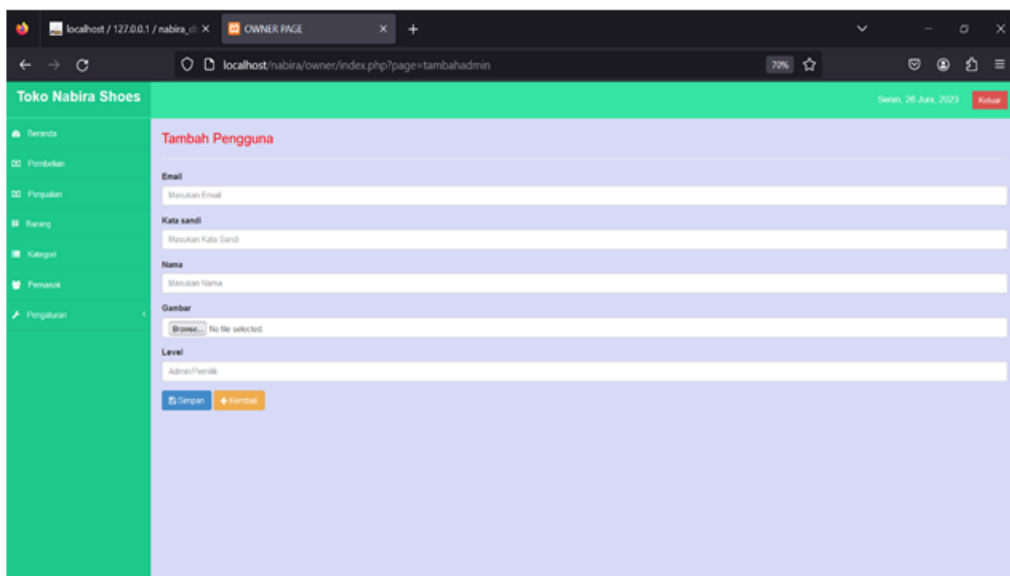 localhost / 127.0.0.1 / nabira_d
OWNER PAGE
localhost/nabira/owner/index.php?page=tambahadmin
70%
Toko Nabira Shoes
Senin, 26 Juni, 2023
Keluar
Beranda
Pembelian
Penjualan
Barang
Kategori
Pemasok
Pengaturan
Tambah Pengguna
Email
Masukan Email
Kata sandi
Masukan Kata Sandi
Nama
Masukan Nama
Gambar
Browse... No file selected.
Level
Admin/Pemilik
Simpan
Kembali